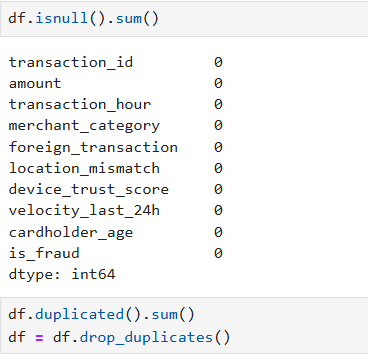 df.isnull().sum()
transaction_id 0
amount 0
transaction_hour 0
merchant_category 0
foreign_transaction 0
location_mismatch 0
device_trust_score 0
velocity_last_24h 0
cardholder_age 0
is_fraud 0
dtype: int64
df.duplicated().sum()
df = df.drop_duplicates()